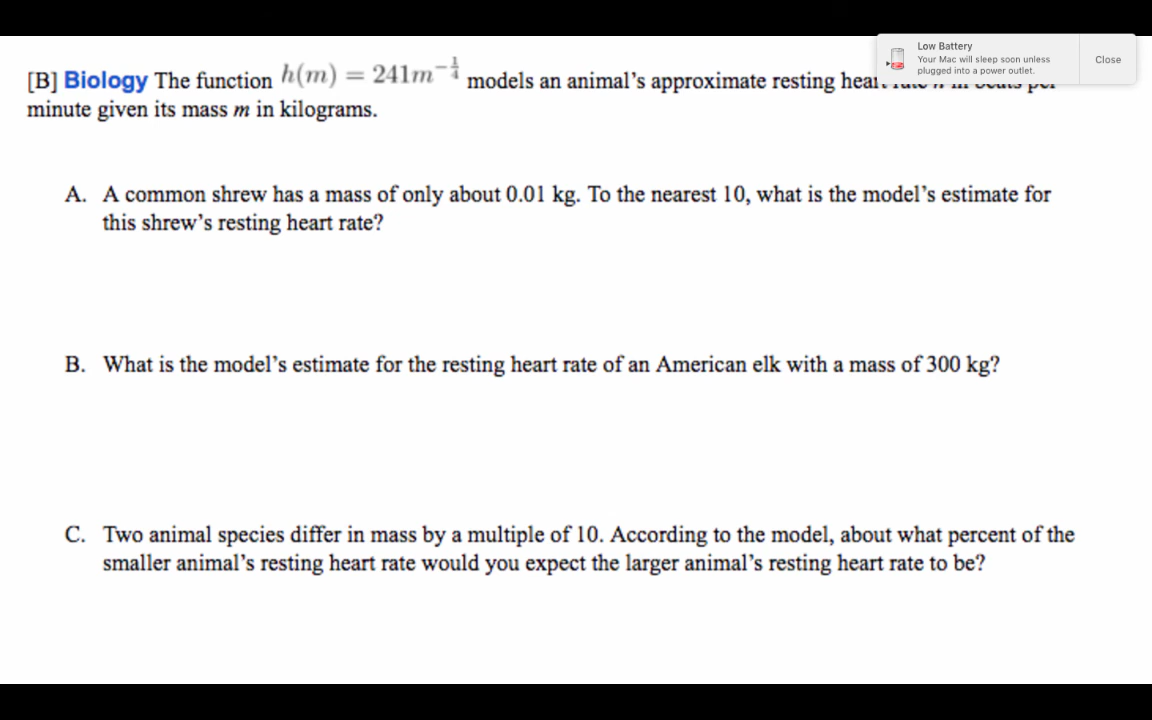 Low Battery
Your Mac will sleep soon unless
plugged into a power outlet.
Close
[B] Biology The function h(m) = 241m^{-\frac{1}{4}} models an animal's approximate resting
minute given its mass m in kilograms.
A. A common shrew has a mass of only about 0.01 kg. To the nearest 10, what is the model's estimate for
this shrew's resting heart rate?
B. What is the model's estimate for the resting heart rate of an American elk with a mass of 300 kg?
C. Two animal species differ in mass by a multiple of 10. According to the model, about what percent of the
smaller animal's resting heart rate would you expect the larger animal's resting heart rate to be?